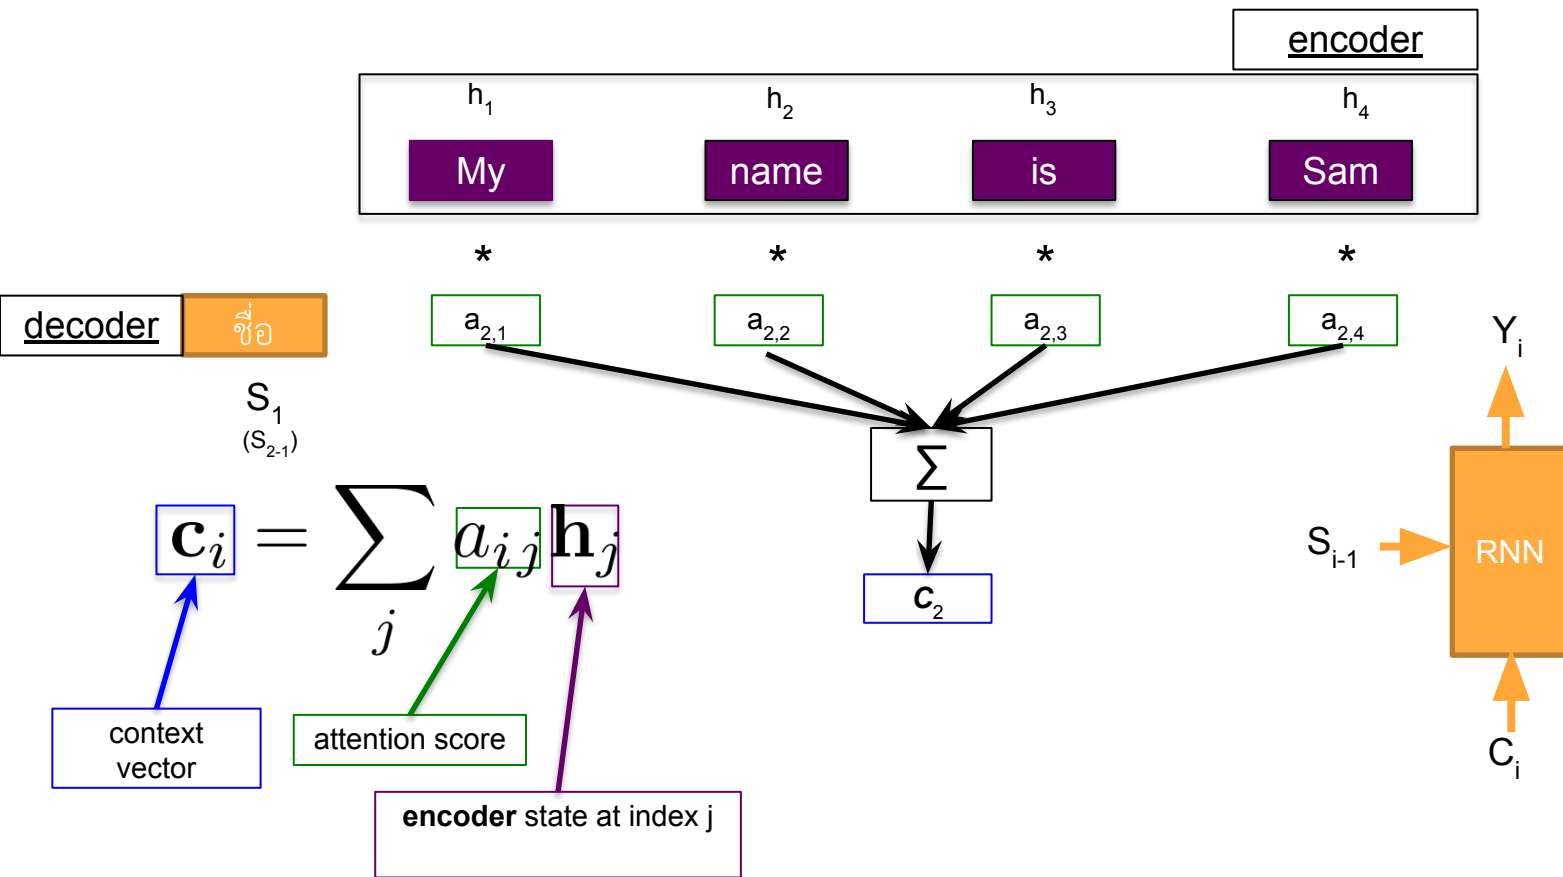 encoder
h1 h2 h3 h4
My name is Sam
* * * *
decoder ชื่อ a2,1 a2,2 a2,3 a2,4
S1
(S2-1)
∑
c2
ci = ∑j aij hj
context
vector
attention score
encoder state at index j
Yi
Si-1 RNN
Ci